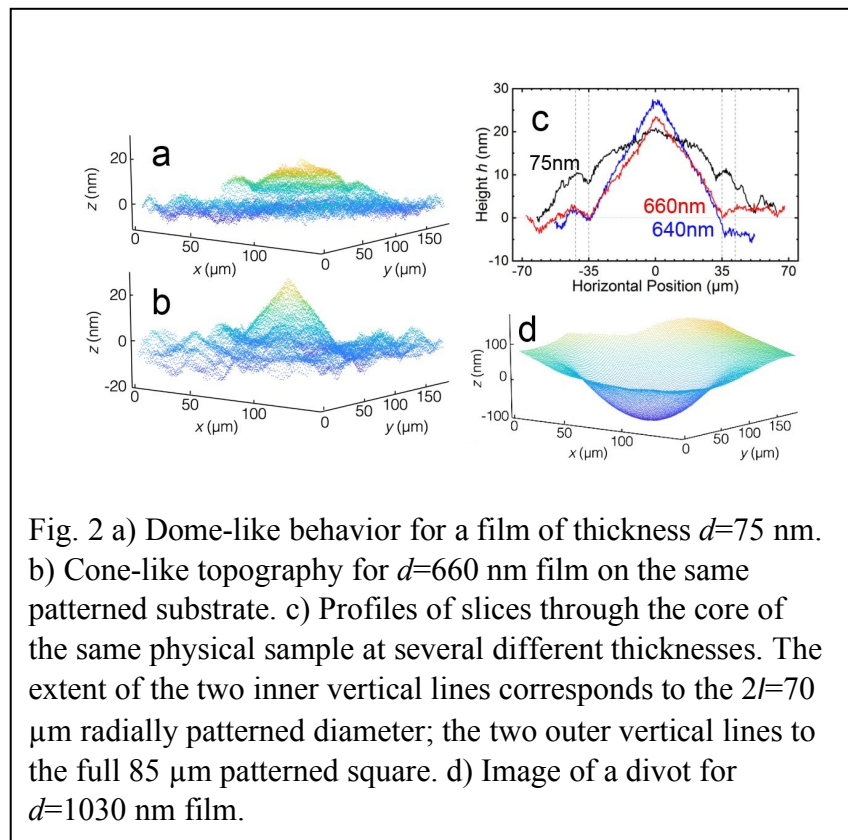 a
20
0
z (nm)
50
100
x (µm)
0
50
100
150
y (µm)
b
20
0
-20
z (nm)
50
100
x (µm)
0
50
100
150
y (µm)
c
30
20
10
0
-10
Height h (nm)
75nm
660nm
640nm
-70
-35
0
35
70
Horizontal Position (µm)
d
100
0
-100
z (nm)
0
50
100
x (µm)
0
50
100
150
y (µm)
Fig. 2 a) Dome-like behavior for a film of thickness d=75 nm.
b) Cone-like topography for d=660 nm film on the same
patterned substrate. c) Profiles of slices through the core of
the same physical sample at several different thicknesses. The
extent of the two inner vertical lines corresponds to the 2l=70
µm radially patterned diameter; the two outer vertical lines to
the full 85 µm patterned square. d) Image of a divot for
d=1030 nm film.